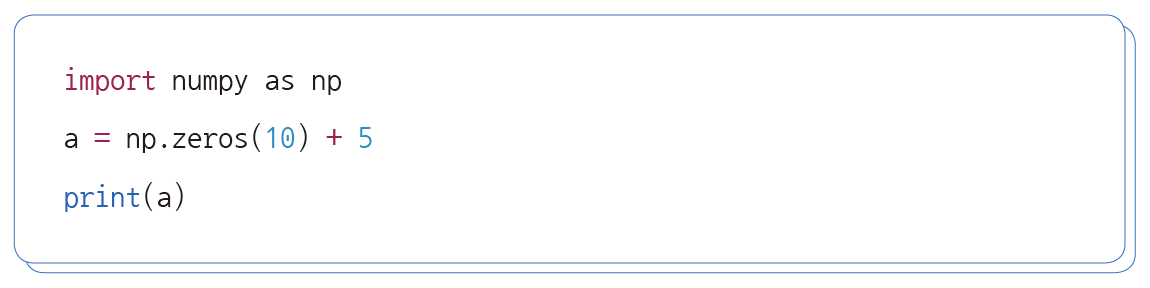 import numpy as np
a = np.zeros(10) + 5
print(a)